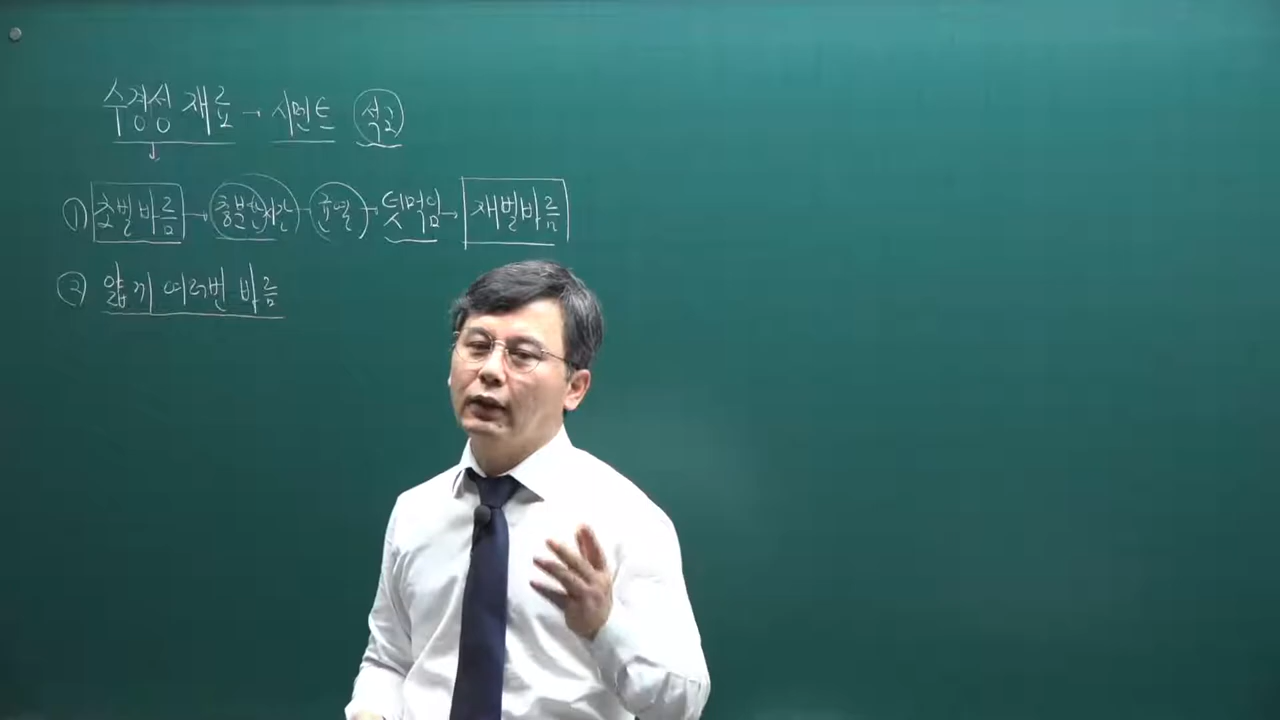 수경성 재료 → 시멘트 석고
↓
① 초벌바름 → 충분한시간 - 균열 → 덧먹임 → 재벌바름
② 얇게 여러번 바름